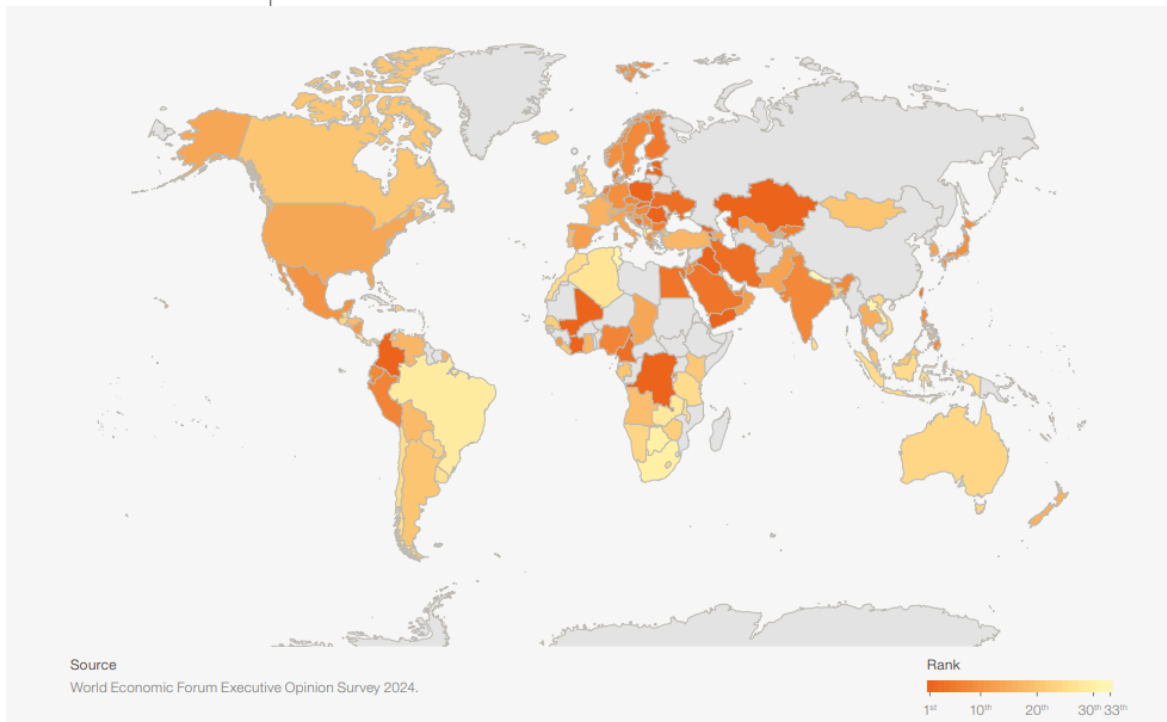 Source
World Economic Forum Executive Opinion Survey 2024.
Rank
1st 10th 20th 30th 33th